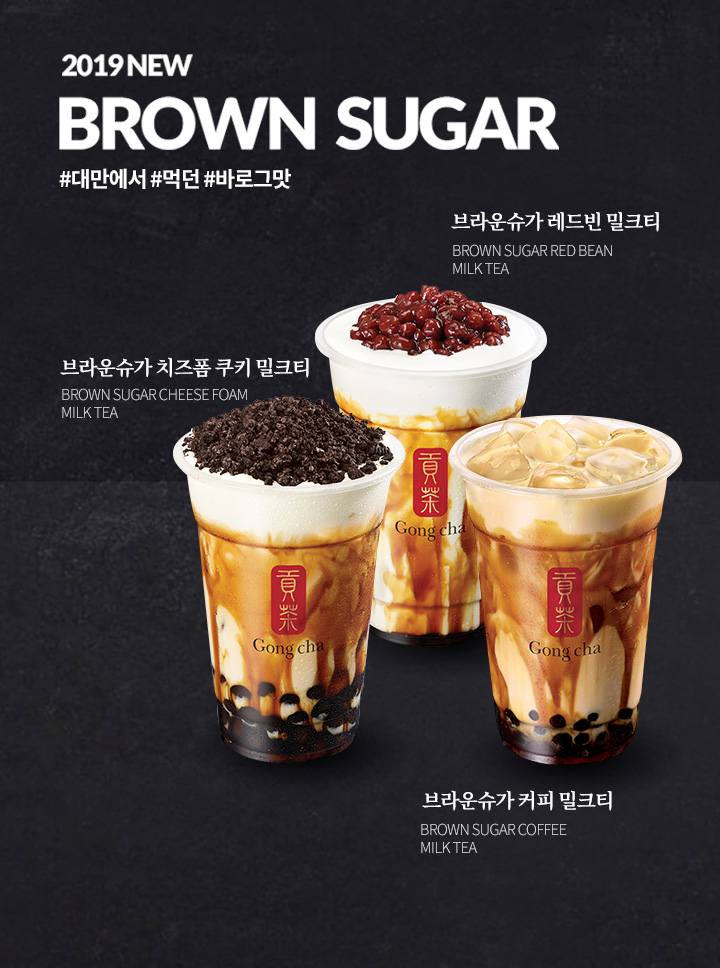 2019 NEW
BROWN SUGAR
#대만에서 #먹던 #바로그맛
브라운슈가 레드빈 밀크티
BROWN SUGAR RED BEAN
MILK TEA
브라운슈가 치즈폼 쿠키 밀크티
BROWN SUGAR CHEESE FOAM
MILK TEA
貢茶
Gong cha
貢茶
Gong cha
貢茶
Gong cha
브라운슈가 커피 밀크티
BROWN SUGAR COFFEE
MILK TEA